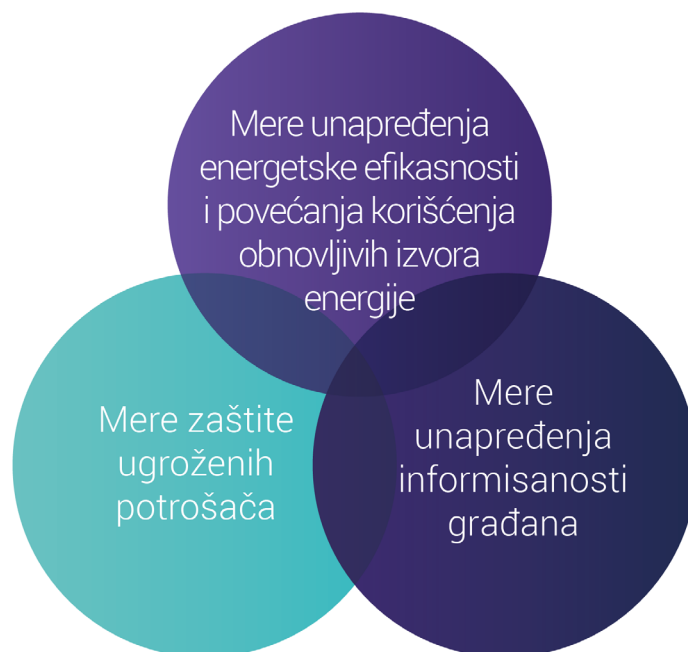 Mere unapređenja
energetske efikasnosti
i povećanja korišćenja
obnovljivih izvora
energije
Mere zaštite
ugroženih
potrošača
Mere
unapređenja
informisanosti
građana